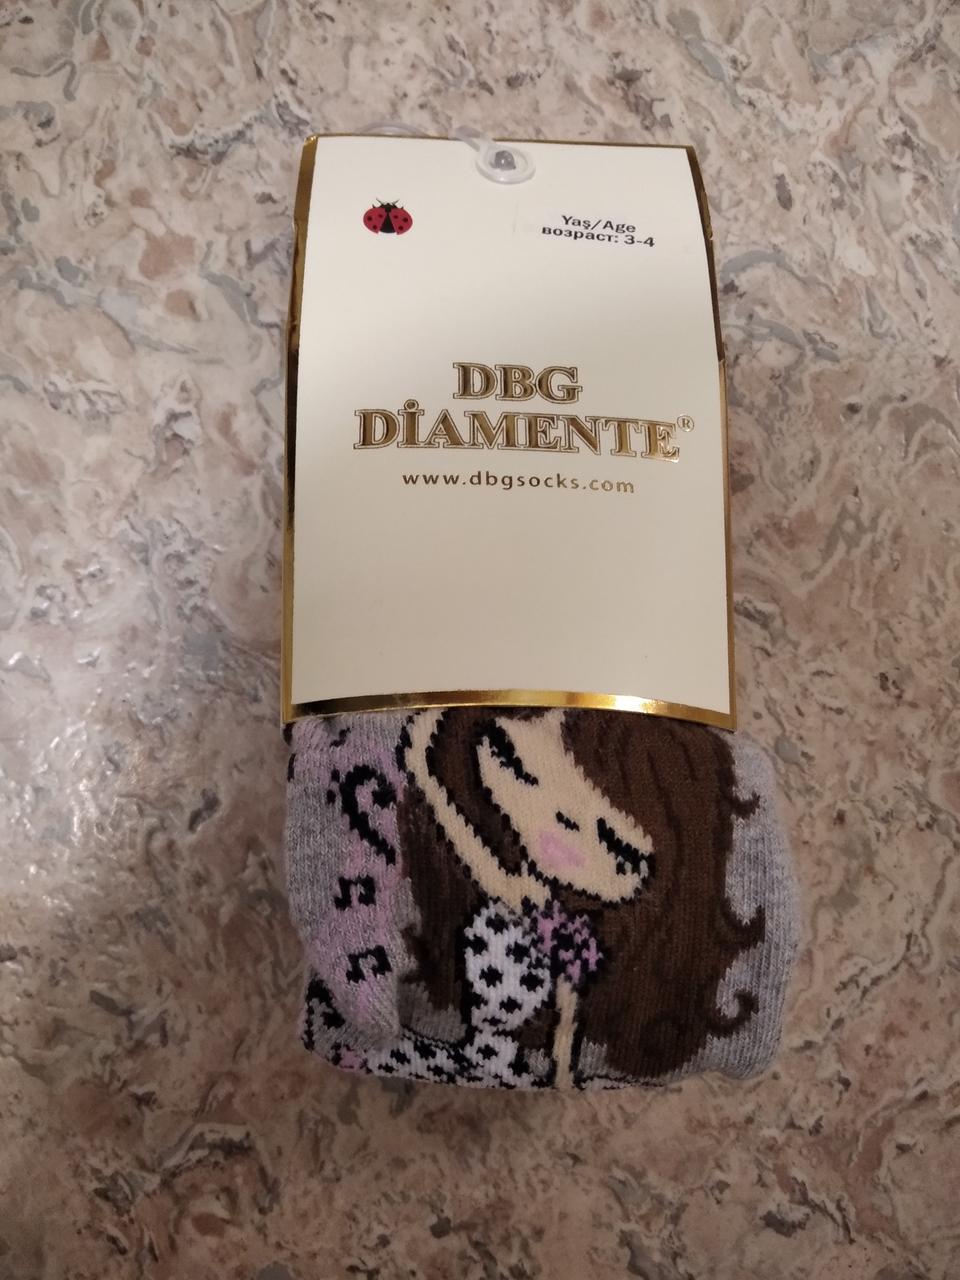 Yaş/Age
возраст: 3-4
DBG
DİAMENTE®
www.dbgsocks.com